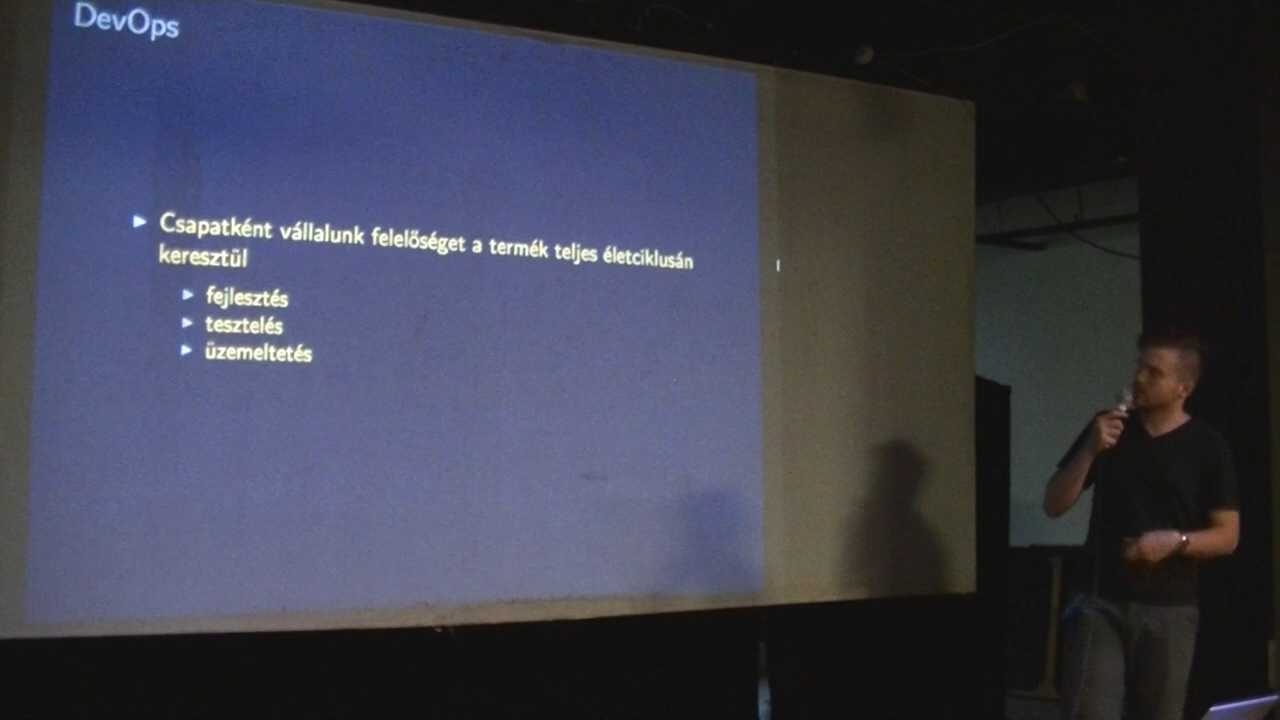 DevOps
Csapatként vállalunk felelőséget a termék teljes életciklusán
keresztül
fejlesztés
tesztelés
üzemeltetés